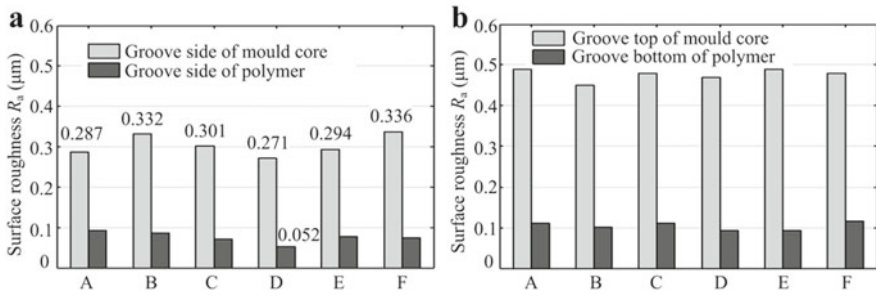 a
0.6
0.5
0.4
0.3
0.2
0.1
0
Surface roughness Ra (μm)
Groove side of mould core
Groove side of polymer
0.287
0.332
0.301
0.271
0.294
0.336
0.052
A B C D E F
b
0.6
0.5
0.4
0.3
0.2
0.1
0
Surface roughness Ra (μm)
Groove top of mould core
Groove bottom of polymer
A B C D E F